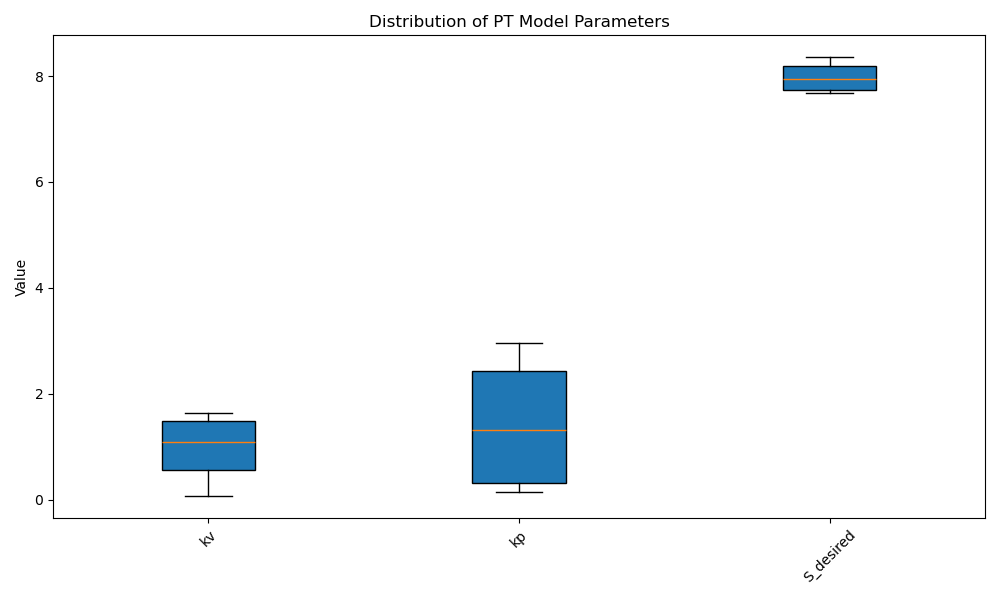 Distribution of PT Model Parameters
Value
8
6
4
2
0
kv
kp
S_desired